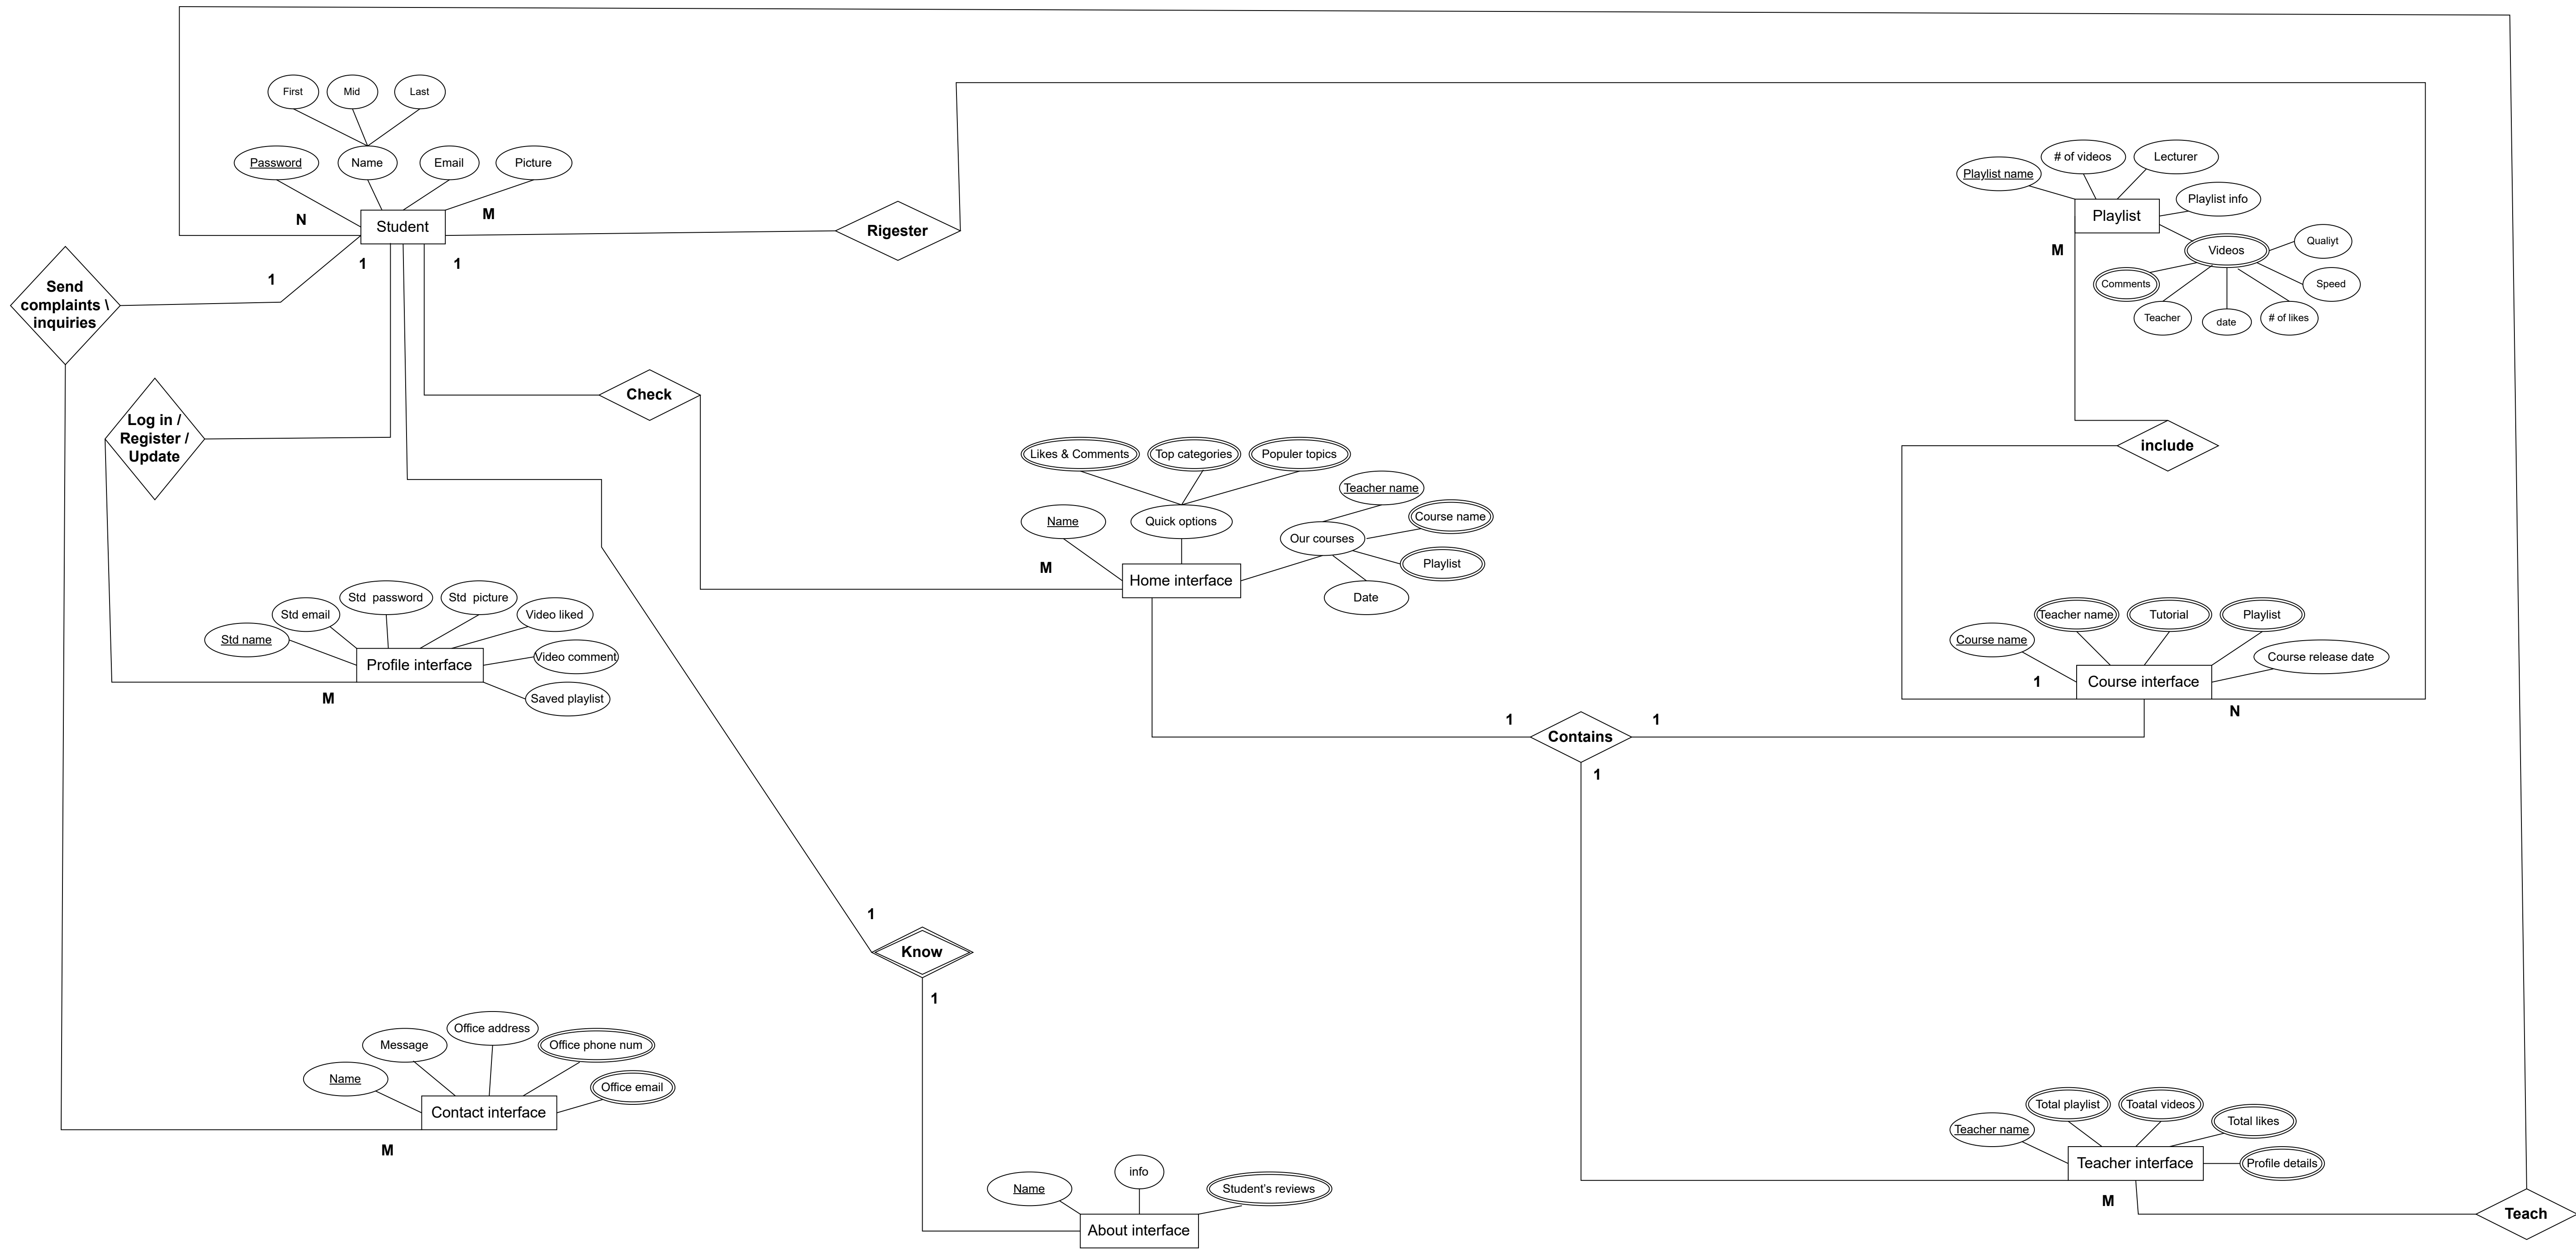 First
Mid
Last
Password
Name
Email
Picture
N
M
Student
1
1
1
Rigester
Send
complaints \
inquiries
Log in /
Register /
Update
Check
Playlist name
# of videos
Lecturer
Playlist info
Playlist
M
Videos
Qualiyt
Comments
Speed
Teacher
date
# of likes
include
Likes & Comments
Top categories
Populer topics
Teacher name
Name
Quick options
Course name
Our courses
Playlist
M
Home interface
Date
Std email
Std  password
Std  picture
Video liked
Std name
Video comment
Profile interface
Saved playlist
M
Teacher name
Tutorial
Playlist
Course name
Course release date
1
Course interface
N
1
Contains
1
1
1
Know
1
Office address
Message
Office phone num
Name
Office email
Contact interface
M
info
Name
Student's reviews
About interface
Total playlist
Toatal videos
Total likes
Teacher name
Teacher interface
Profile details
M
Teach